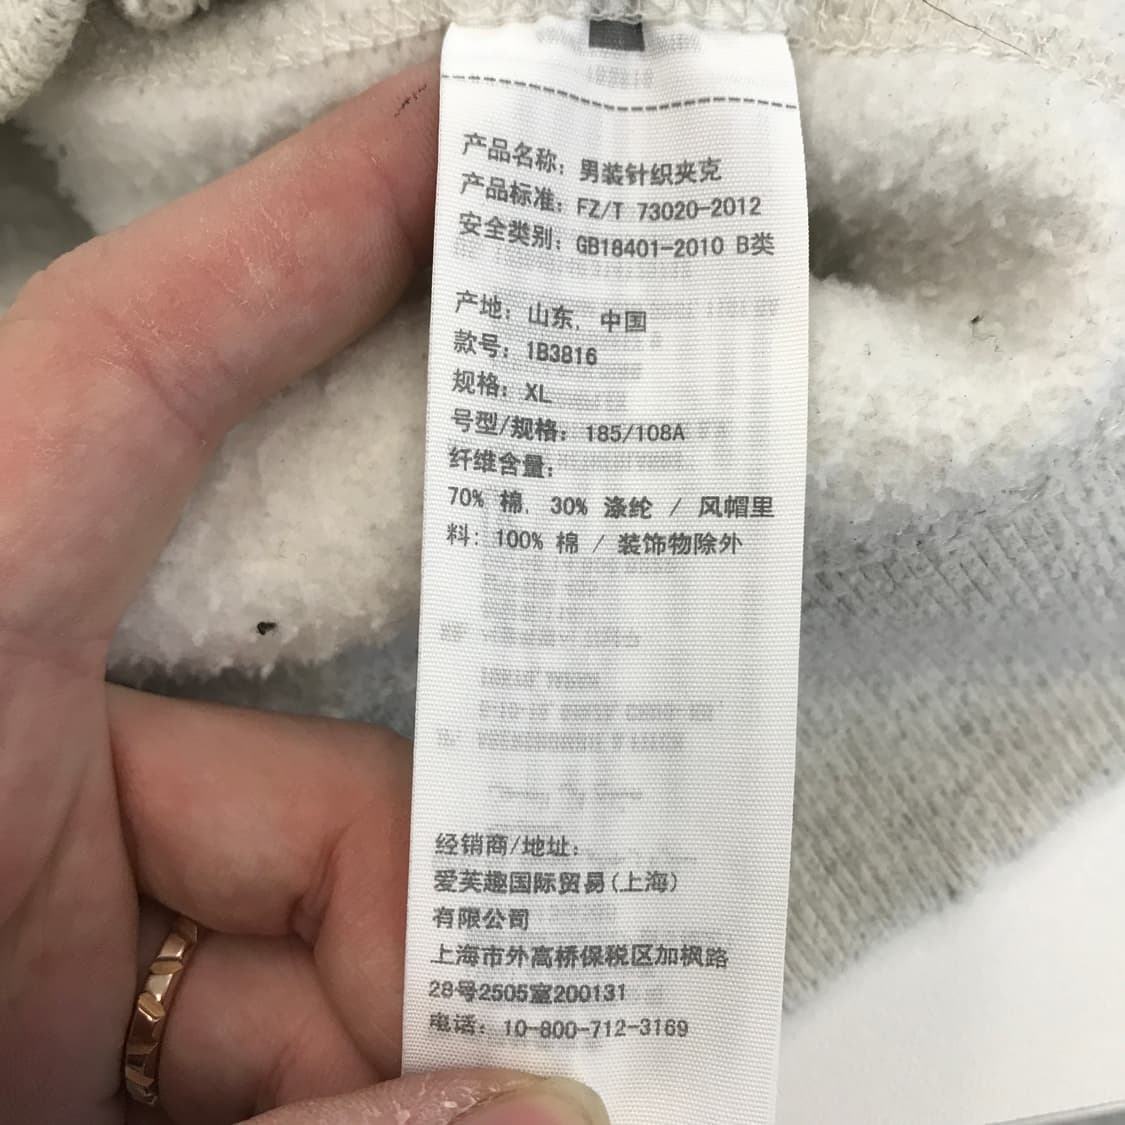 产品名称：男装针织夹克
产品标准：FZ/T 73020-2012
安全类别：GB18401-2010 B类
产地：山东，中国
款号：1B3816
规格：XL
号型/规格：185/108A
纤维含量：
70% 棉，30% 涤纶 / 风帽里
料：100% 棉 / 装饰物除外
经销商/地址：
爱芙趣国际贸易(上海)
有限公司
上海市外高桥保税区加枫路
28号2505室200131
电话：10-800-712-3169